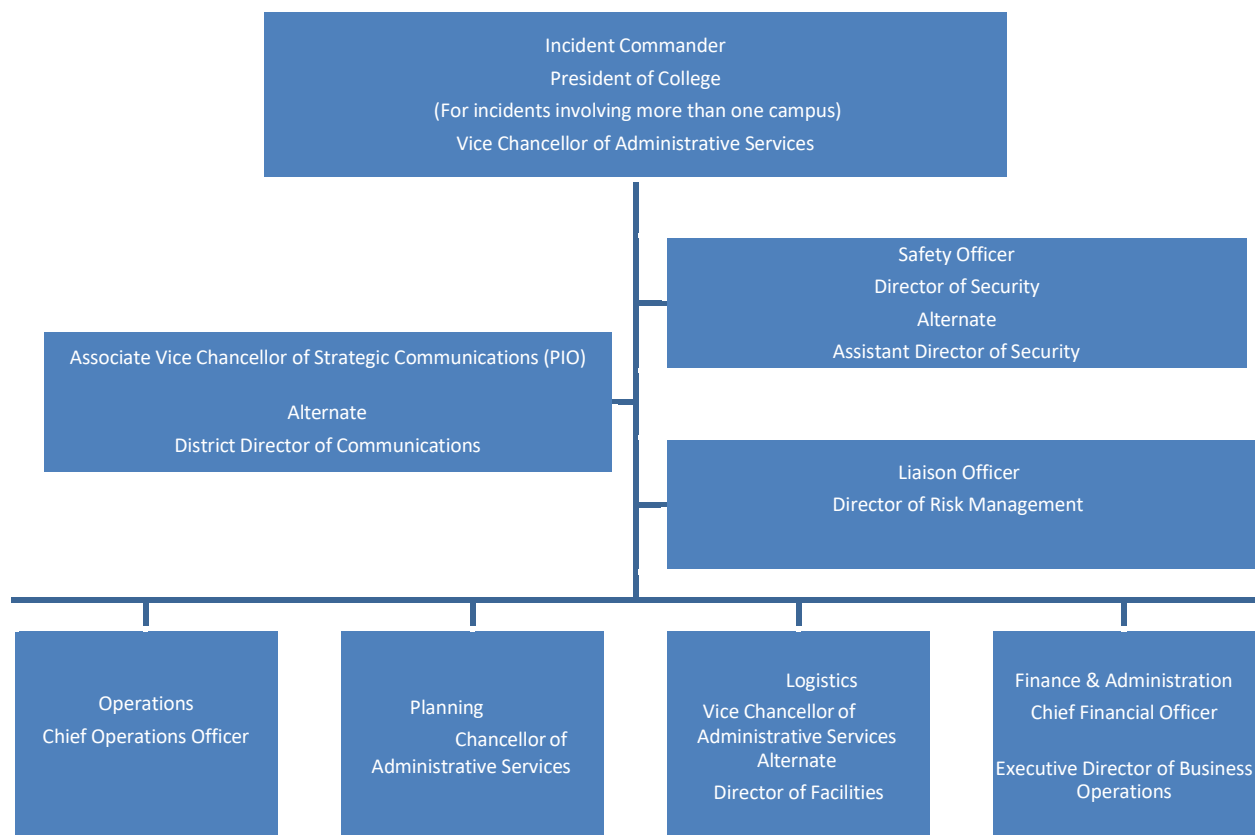 Incident Commander
President of College
(For incidents involving more than one campus)
Vice Chancellor of Administrative Services
Safety Officer
Director of Security
Alternate
Assistant Director of Security
Associate Vice Chancellor of Strategic Communications (PIO)
Alternate
District Director of Communications
Liaison Officer
Director of Risk Management
Operations
Chief Operations Officer
Planning
Chancellor of
Administrative Services
Logistics
Vice Chancellor of
Administrative Services
Alternate
Director of Facilities
Finance & Administration
Chief Financial Officer
Executive Director of Business
Operations